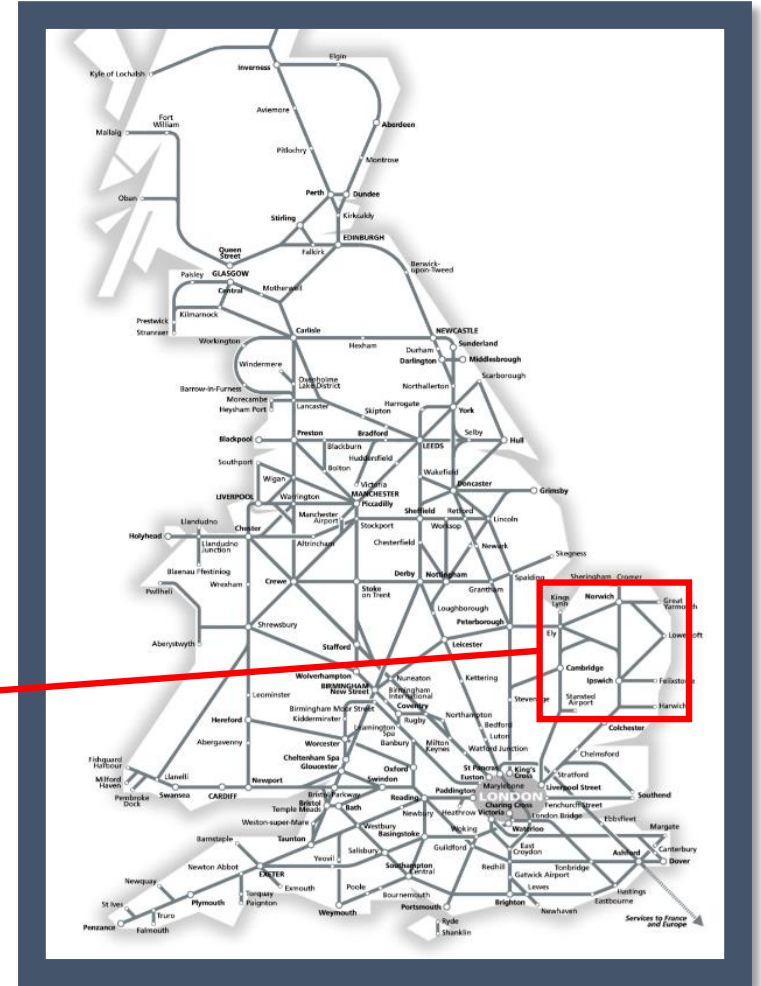 Elgin
Inverness
Kyle of Lochalsh
Aviemore
Fort
William
Mallaig
Aberdeen
Pitlochry
Montrose
Perth
Dundee
Oban
Stirling
Kirkcaldy
EDINBURGH
Queen
Street
Falkirk
Berwick-
upon-Tweed
Paisley
GLASGOW
Central
Motherwell
Prestwick
Kilmarnock
Stranraer
Carlisle
NEWCASTLE
Workington
Hexham
Sunderland
Durham
Darlington
Middlesbrough
Windermere
Scarborough
Oxenholme
Lake District
Barrow-in-Furness
Northallerton
Morecambe
Lancaster
Harrogate
York
Heysham Port
Skipton
Blackpool
Preston
Bradford
LEEDS
Selby
Hull
Blackburn
Huddersfield
Southport
Bolton
Wakefield
Wigan
Victoria
Doncaster
Grimsby
LIVERPOOL
Warrington
MANCHESTER
Piccadilly
Manchester
Airport
Sheffield
Retford
Lincoln
Llandudno
Stockport
Worksop
Holyhead
Chester
Llandudno
Junction
Altrincham
Chesterfield
Newark
Skegness
Blaenau Ffestiniog
Wrexham
Crewe
Stoke
on Trent
Derby
Nottingham
Grantham
Spalding
Sheringham
Cromer
Pwllheli
Kings
Lynn
Norwich
Great
Yarmouth
Loughborough
Shrewsbury
Peterborough
Ely
Lowestoft
Aberystwyth
Stafford
Leicester
Wolverhampton
BIRMINGHAM
New Street
Nuneaton
Kettering
Cambridge
Ipswich
Felixstowe
Leominster
Birmingham
International
Stevenage
Stansted
Airport
Harwich
Birmingham Moor Street
Coventry
Hereford
Kidderminster
Rugby
Northampton
Bedford
Colchester
Leamington
Spa
Abergavenny
Worcester
Banbury
Milton
Keynes
Luton
Watford Junction
Chelmsford
Fishguard
Harbour
Cheltenham Spa
Gloucester
Oxford
St Pancras
King's
Cross
Stratford
Milford
Haven
Llanelli
Newport
Swindon
Euston
Marylebone
Liverpool Street
Pembroke
Dock
Swansea
CARDIFF
Bristol Parkway
Reading
Paddington
LONDON
Southend
Bristol
Temple Meads
Bath
Newbury
Heathrow
Victoria
Charing Cross
Fenchurch Street
London Bridge
Ebbsfleet
Weston-super-Mare
Westbury
Basingstoke
Woking
Waterloo
Margate
Barnstaple
Taunton
Salisbury
Guildford
East
Croydon
Canterbury
Newton Abbot
Yeovil
Southampton
Central
Redhill
Tonbridge
Ashford
Dover
EXETER
Gatwick Airport
Newquay
Exmouth
Poole
Lewes
Hastings
Torquay
Paignton
Bournemouth
Eastbourne
St Ives
Plymouth
Weymouth
Portsmouth
Brighton
Newhaven
Truro
Penzance
Falmouth
Ryde
Shanklin
Services to France
and Europe